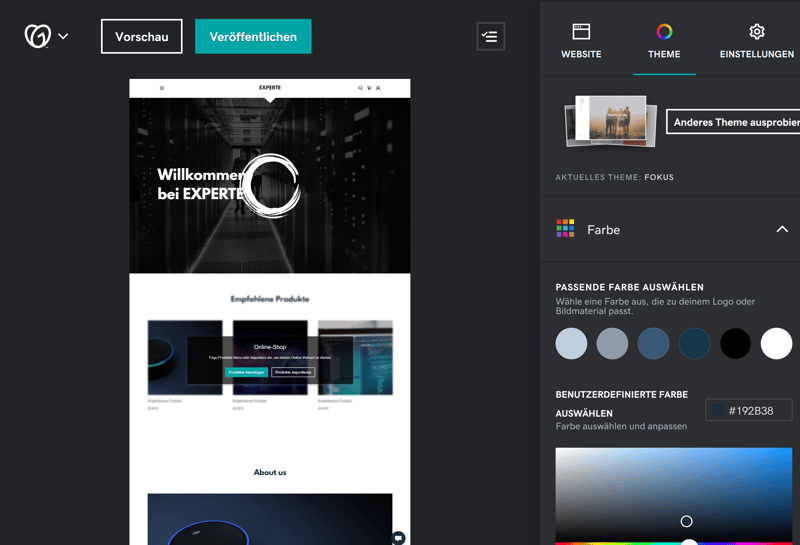 Vorschau
Veröffentlichen
WEBSITE
THEME
EINSTELLUNGEN
Anderes Theme ausprobier
AKTUELLES THEME: FOKUS
Farbe
PASSENDE FARBE AUSWÄHLEN
Wähle eine Farbe aus, die zu deinem Logo oder
Bildmaterial passt.
BENUTZERDEFINIERTE FARBE
AUSWÄHLEN
Farbe auswählen und anpassen
#192B38
EXPERTE
Willkommen
bei EXPERTE
Empfohlene Produkte
Online-Shop
Füge Produkte hinzu oder importiere sie, um deinen Online-Verkauf zu starten
Produkte hinzufügen
Produkte importieren
Empfohlenes Produkt
Empfohlenes Produkt
Empfohlenes Produkt
About us